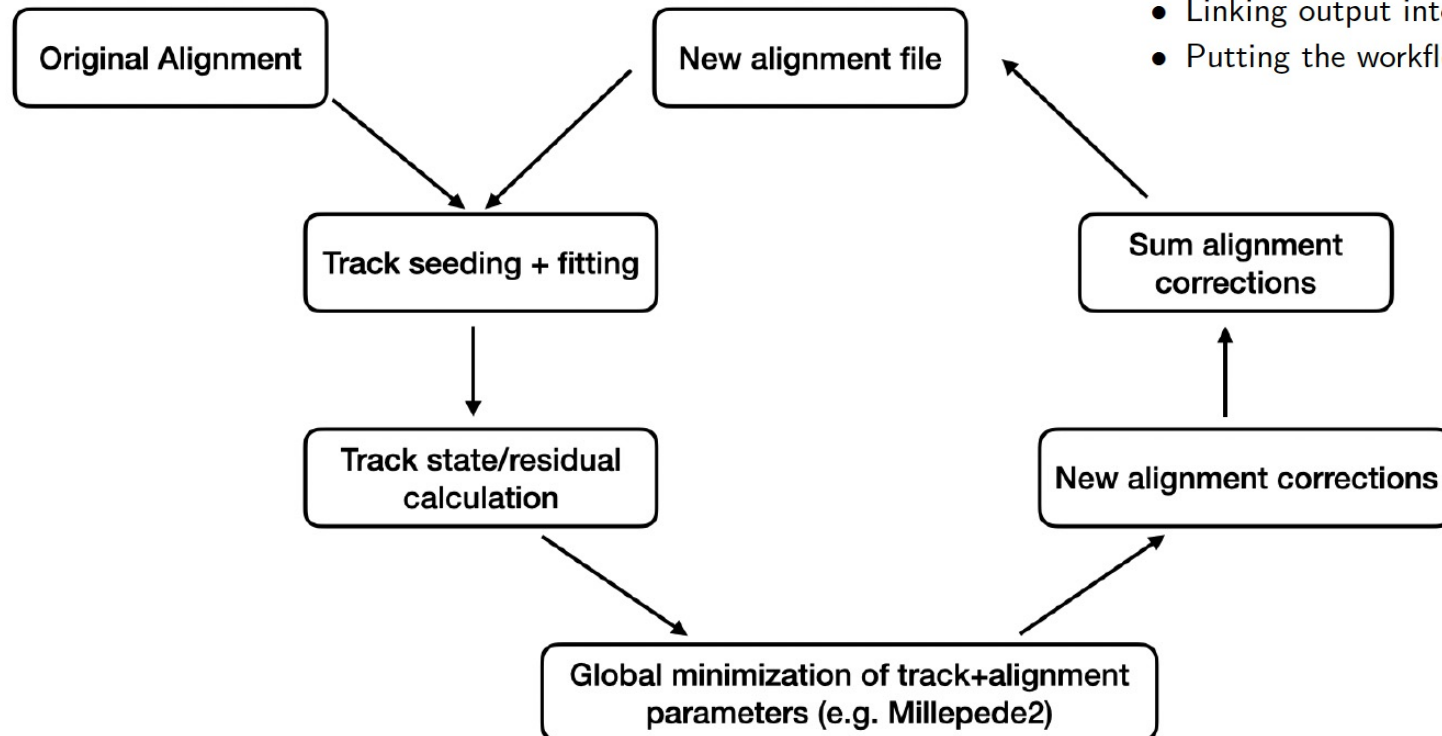 • Linking output int
• Putting the workfl
Original Alignment
New alignment file
Track seeding + fitting
Sum alignment
corrections
Track state/residual
calculation
New alignment corrections
Global minimization of track+alignment
parameters (e.g. Millepede2)